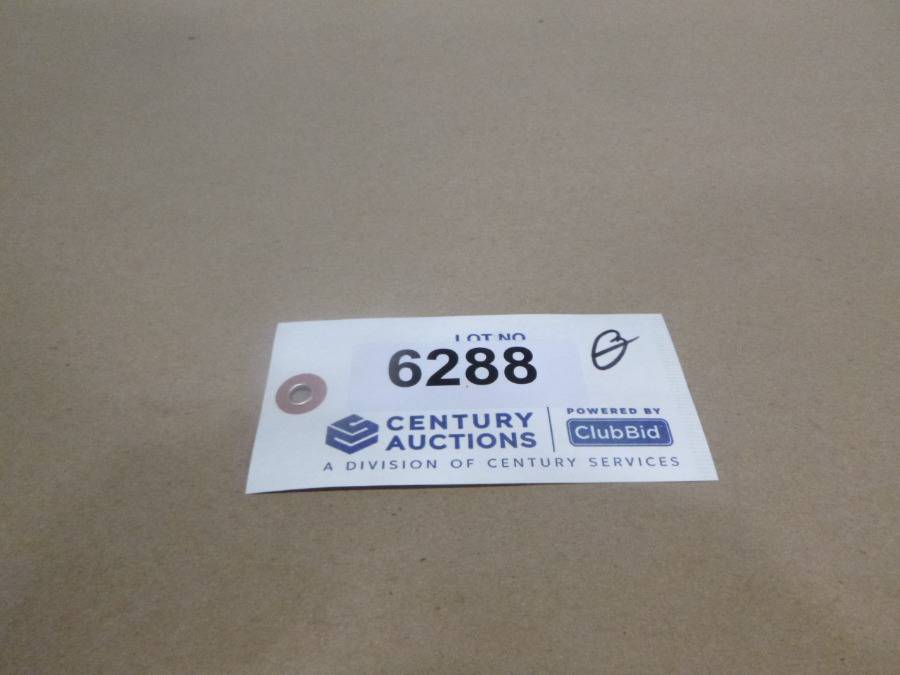 LOT NO
6288
CENTURY
AUCTIONS
POWERED BY
ClubBid
A DIVISION OF CENTURY SERVICES